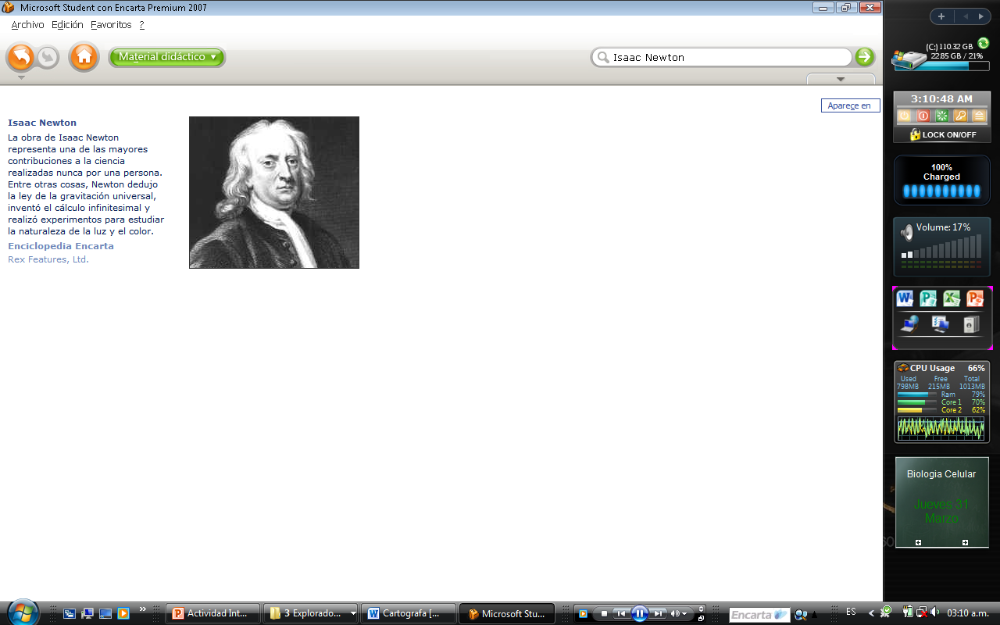 Microsoft Student con Encarta Premium 2007
Archivo Edición Favoritos ?
Material didáctico
Isaac Newton
Aparece en
Isaac Newton
La obra de Isaac Newton
representa una de las mayores
contribuciones a la ciencia
realizadas nunca por una persona.
Entre otras cosas, Newton dedujo
la ley de la gravitación universal,
inventó el cálculo infinitesimal y
realizó experimentos para estudiar
la naturaleza de la luz y el color.
Enciclopedia Encarta
Rex Features, Ltd.
(C:) 110.32 GB
22.85 GB / 21%
3:10:48 AM
LOCK ON/OFF
100%
Charged
Volume: 17%
CPU Usage 66%
Used Free Total
798MB 215MB 1013MB
Ram 79%
Core 1 70%
Core 2 62%
Biologia Celular
Jueves 31
Marzo
Actividad Int...
3 Explorado...
Cartografa [...
Microsoft Stu...
Encarta
ES
03:10 a.m.